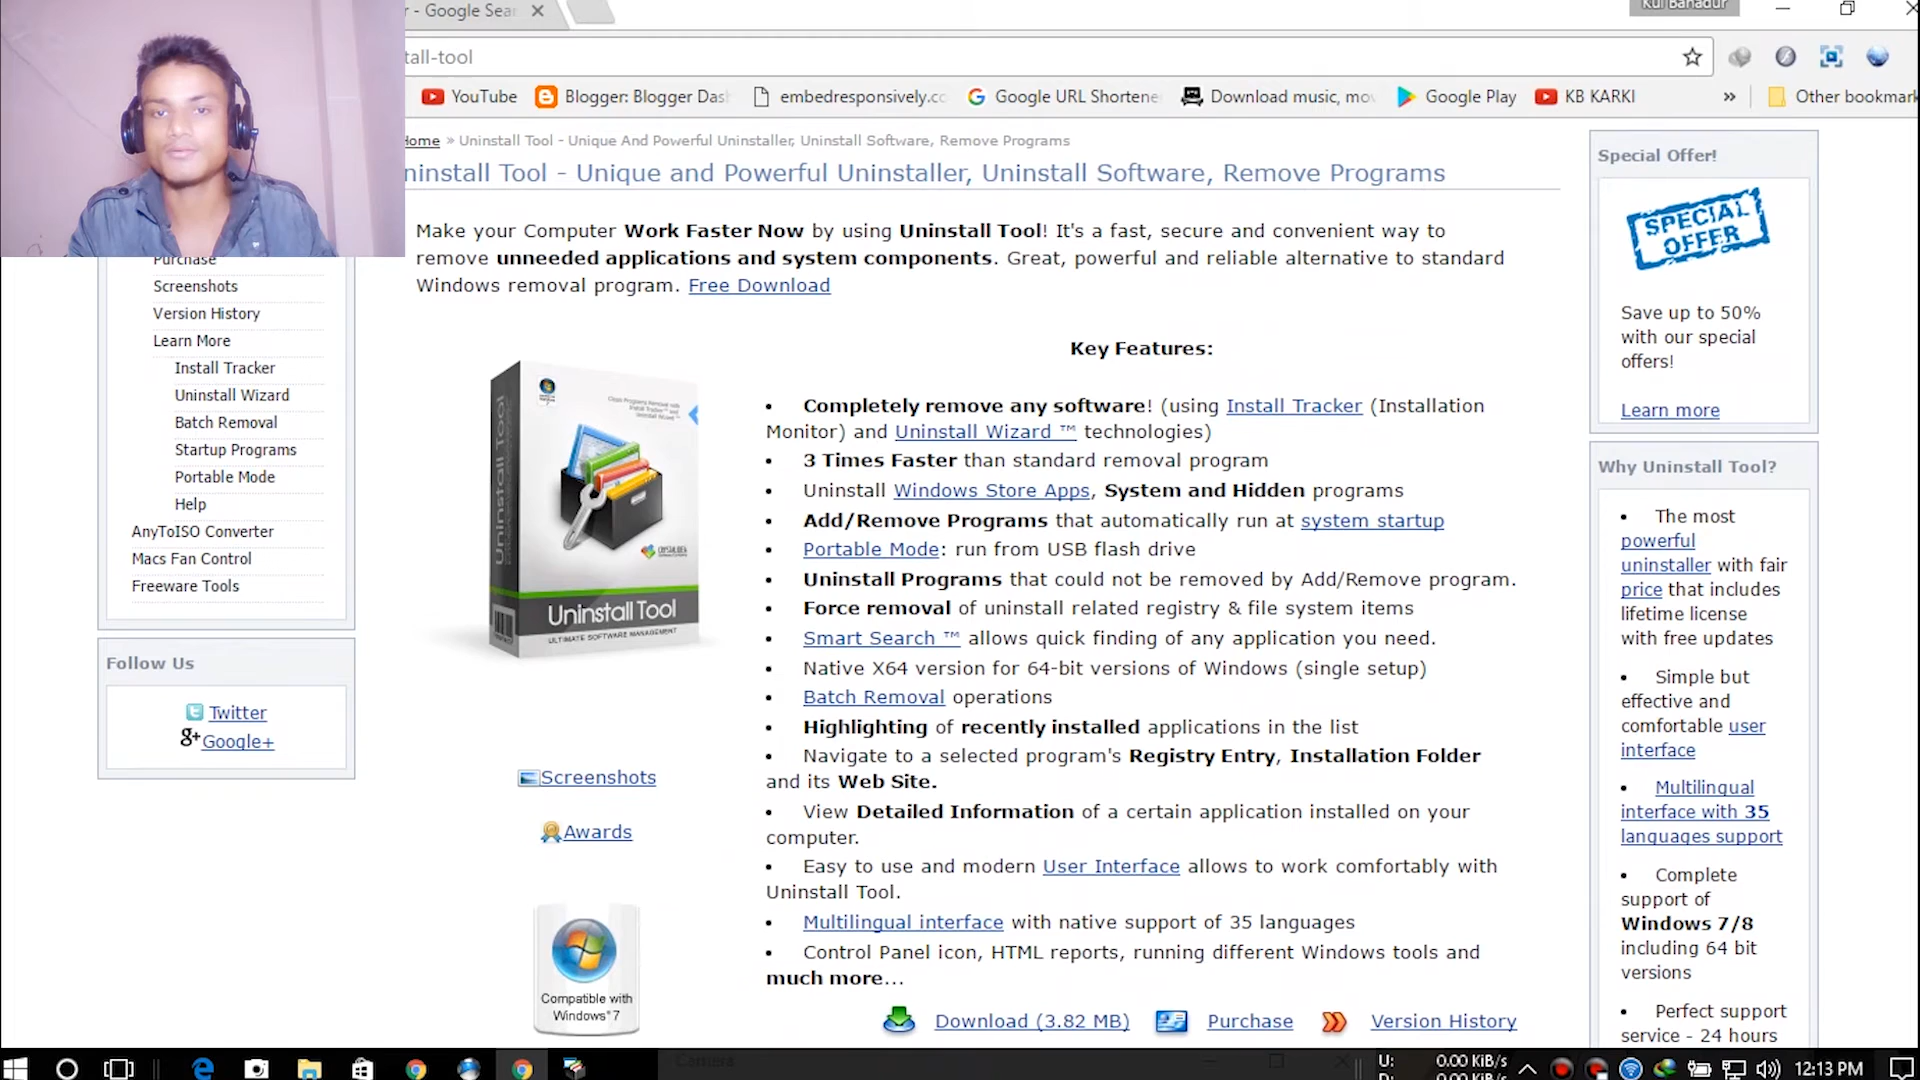 r - Google Sear
Kul Bahadur
tall-tool
YouTube
Blogger: Blogger Das
embedresponsively.co
Google URL Shortene
Download music, mov
Google Play
KB KARKI
»
Other bookmark
Home » Uninstall Tool - Unique And Powerful Uninstaller, Uninstall Software, Remove Programs
ninstall Tool - Unique and Powerful Uninstaller, Uninstall Software, Remove Programs
Make your Computer Work Faster Now by using Uninstall Tool! It's a fast, secure and convenient way to
remove unneeded applications and system components. Great, powerful and reliable alternative to standard
Windows removal program. Free Download
Purchase
Screenshots
Version History
Learn More
Install Tracker
Uninstall Wizard
Batch Removal
Startup Programs
Portable Mode
Help
AnyToISO Converter
Macs Fan Control
Freeware Tools
Follow Us
Twitter
g+ Google+
Uninstall Tool
Uninstall Tool
ULTIMATE SOFTWARE MANAGEMENT
Screenshots
Awards
Compatible with
Windows 7
Key Features:
• Completely remove any software! (using Install Tracker (Installation
Monitor) and Uninstall Wizard ™ technologies)
• 3 Times Faster than standard removal program
• Uninstall Windows Store Apps, System and Hidden programs
• Add/Remove Programs that automatically run at system startup
• Portable Mode: run from USB flash drive
• Uninstall Programs that could not be removed by Add/Remove program.
• Force removal of uninstall related registry & file system items
• Smart Search ™ allows quick finding of any application you need.
• Native X64 version for 64-bit versions of Windows (single setup)
• Batch Removal operations
• Highlighting of recently installed applications in the list
• Navigate to a selected program's Registry Entry, Installation Folder
and its Web Site.
• View Detailed Information of a certain application installed on your
computer.
• Easy to use and modern User Interface allows to work comfortably with
Uninstall Tool.
• Multilingual interface with native support of 35 languages
• Control Panel icon, HTML reports, running different Windows tools and
much more...
Download (3.82 MB)
Purchase
Version History
Special Offer!
SPECIAL
OFFER
Save up to 50%
with our special
offers!
Learn more
Why Uninstall Tool?
• The most
powerful
uninstaller with fair
price that includes
lifetime license
with free updates
• Simple but
effective and
comfortable user
interface
• Multilingual
interface with 35
languages support
• Complete
support of
Windows 7/8
including 64 bit
versions
• Perfect support
service - 24 hours
Camera
U: 0.00 KiB/s
D: 0.00 KiB/s
12:13 PM